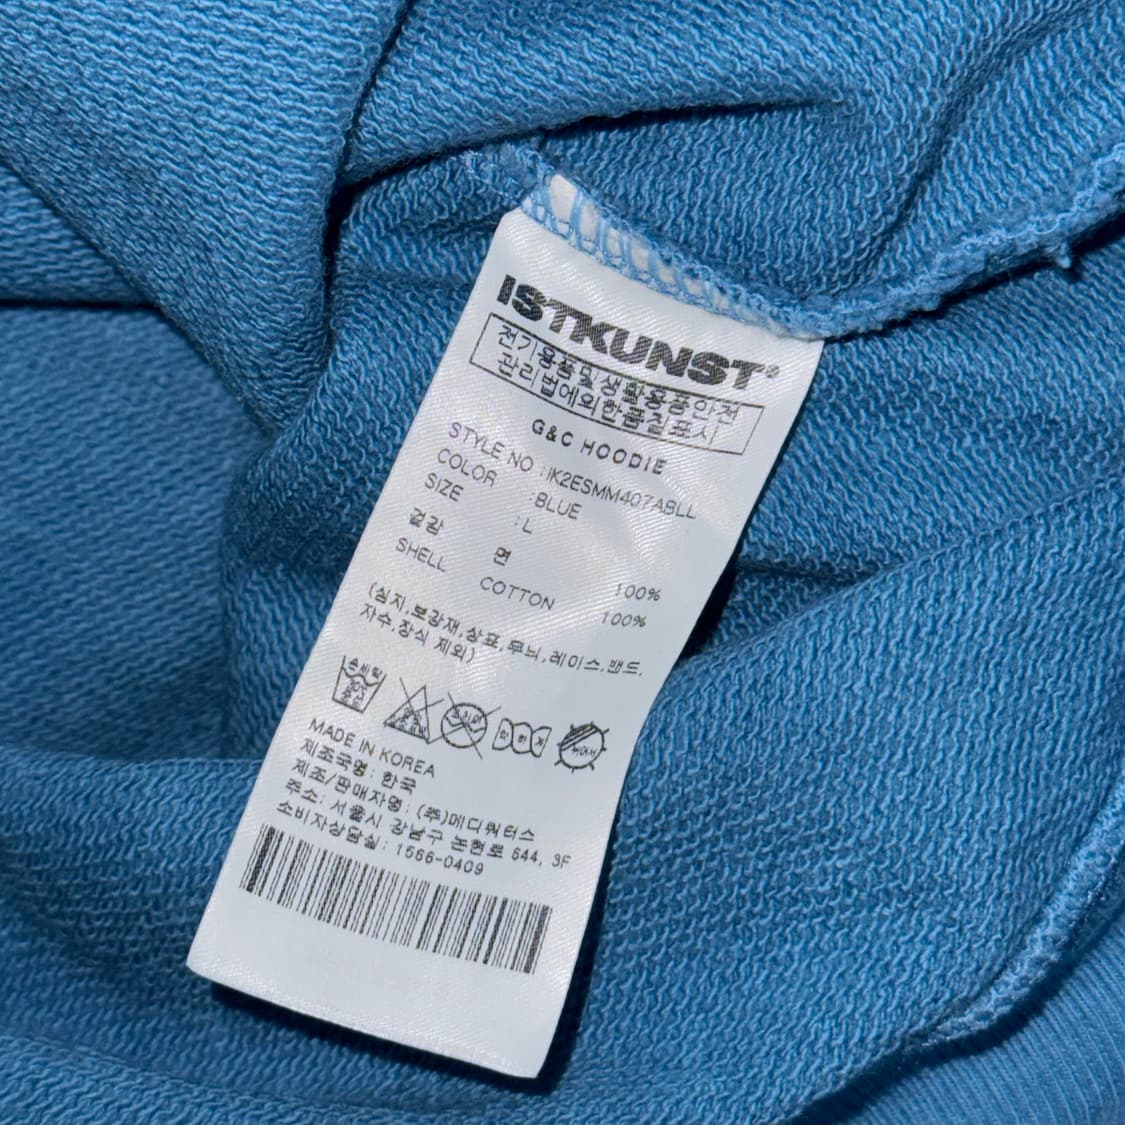 ISTKUNST
전기용품및생활용품안전
관리법에의한품질표시
G&C HOODIE
STYLE NO : IK2ESMM407ABLL
COLOR : BLUE
SIZE : L
겉감 면 100%
SHELL COTTON 100%
(심지,보강재,상표,무늬,레이스,밴드,
자수,장식 제외)
손세탁
MADE IN KOREA
제조국명: 한국
제조/판매자명: (주)메디쿼터스
주소: 서울시 강남구 논현로 644, 3F
소비자상담실: 1566-0409